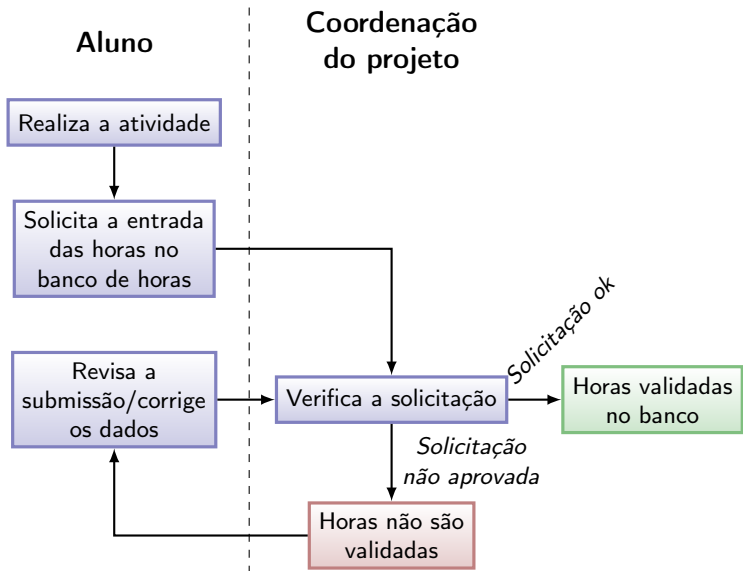 Aluno
Coordenação
do projeto
Realiza a atividade
Solicita a entrada
das horas no
banco de horas
Revisa a
submissão/corrige
os dados
Verifica a solicitação
Solicitação ok
Horas validadas
no banco
Solicitação
não aprovada
Horas não são
validadas